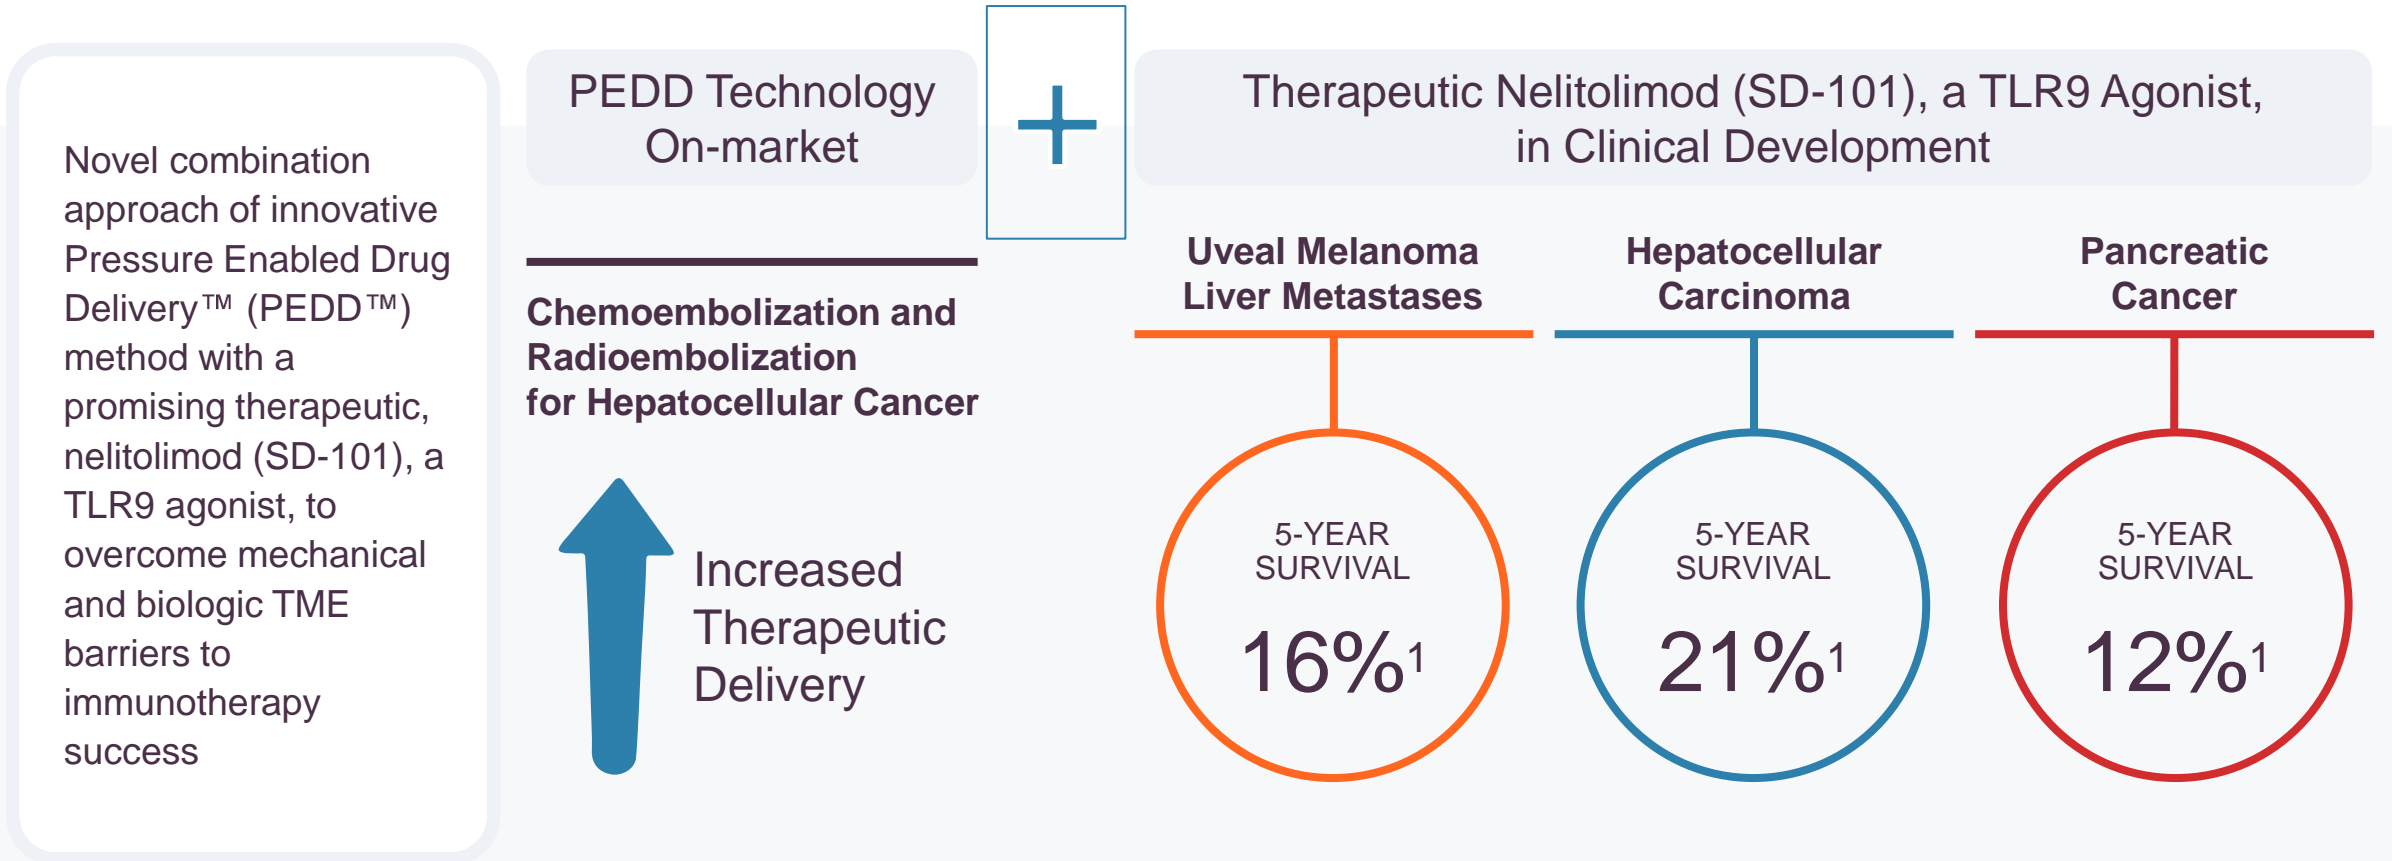 Novel combination
approach of innovative
Pressure Enabled Drug
Delivery™ (PEDD™)
method with a
promising therapeutic,
nelitolimod (SD-101), a
TLR9 agonist, to
overcome mechanical
and biologic TME
barriers to
immunotherapy
success
PEDD Technology
On-market
Chemoembolization and
Radioembolization
for Hepatocellular Cancer
Increased
Therapeutic
Delivery
+
Therapeutic Nelitolimod (SD-101), a TLR9 Agonist,
in Clinical Development
Uveal Melanoma
Liver Metastases
5-YEAR
SURVIVAL
16%1
Hepatocellular
Carcinoma
5-YEAR
SURVIVAL
21%1
Pancreatic
Cancer
5-YEAR
SURVIVAL
12%1